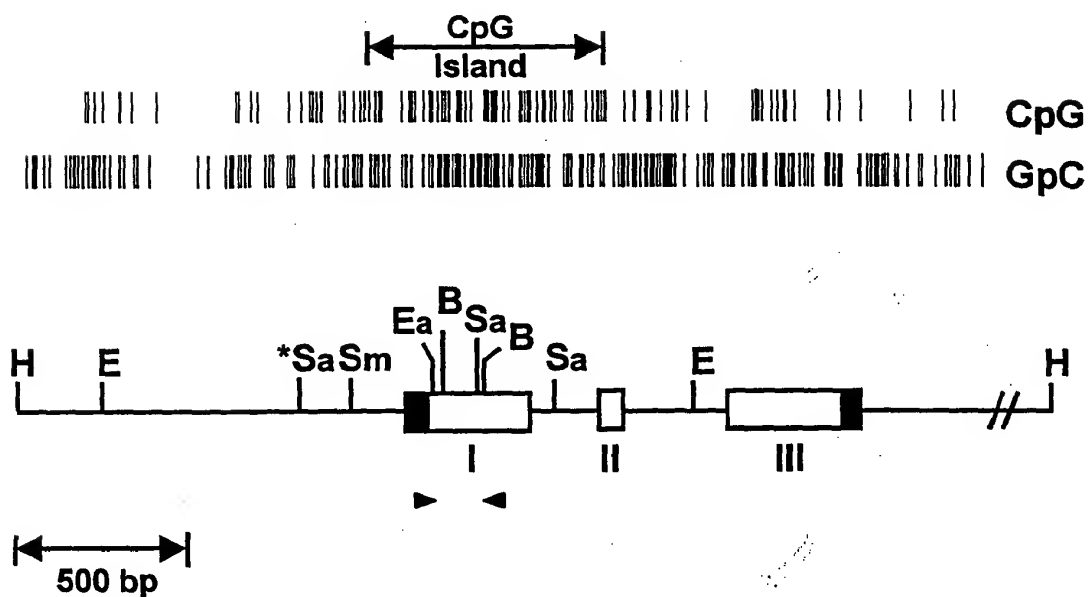 CpG
Island
CpG
GpC
H E *Sa Sm Ea B Sa B Sa E H
I II III
500 bp